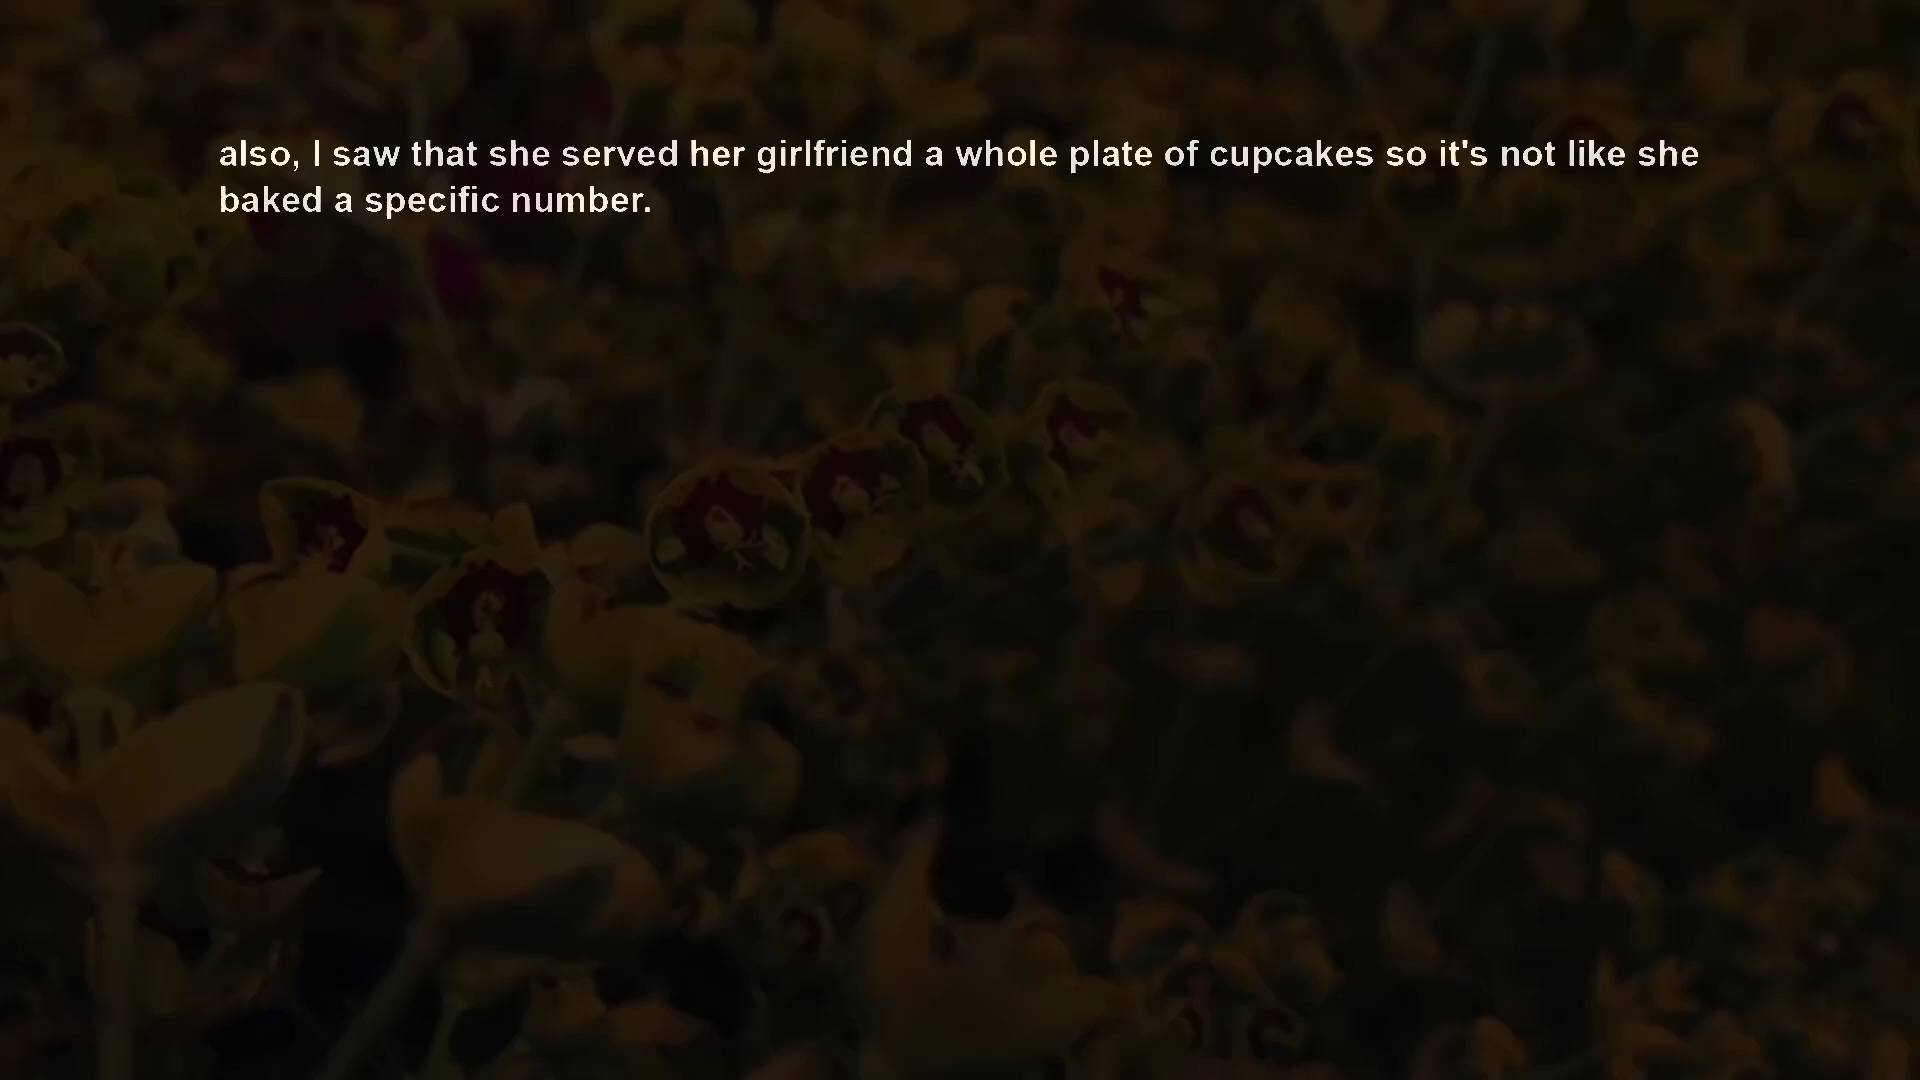 also, I saw that she served her girlfriend a whole plate of cupcakes so it's not like she
baked a specific number.